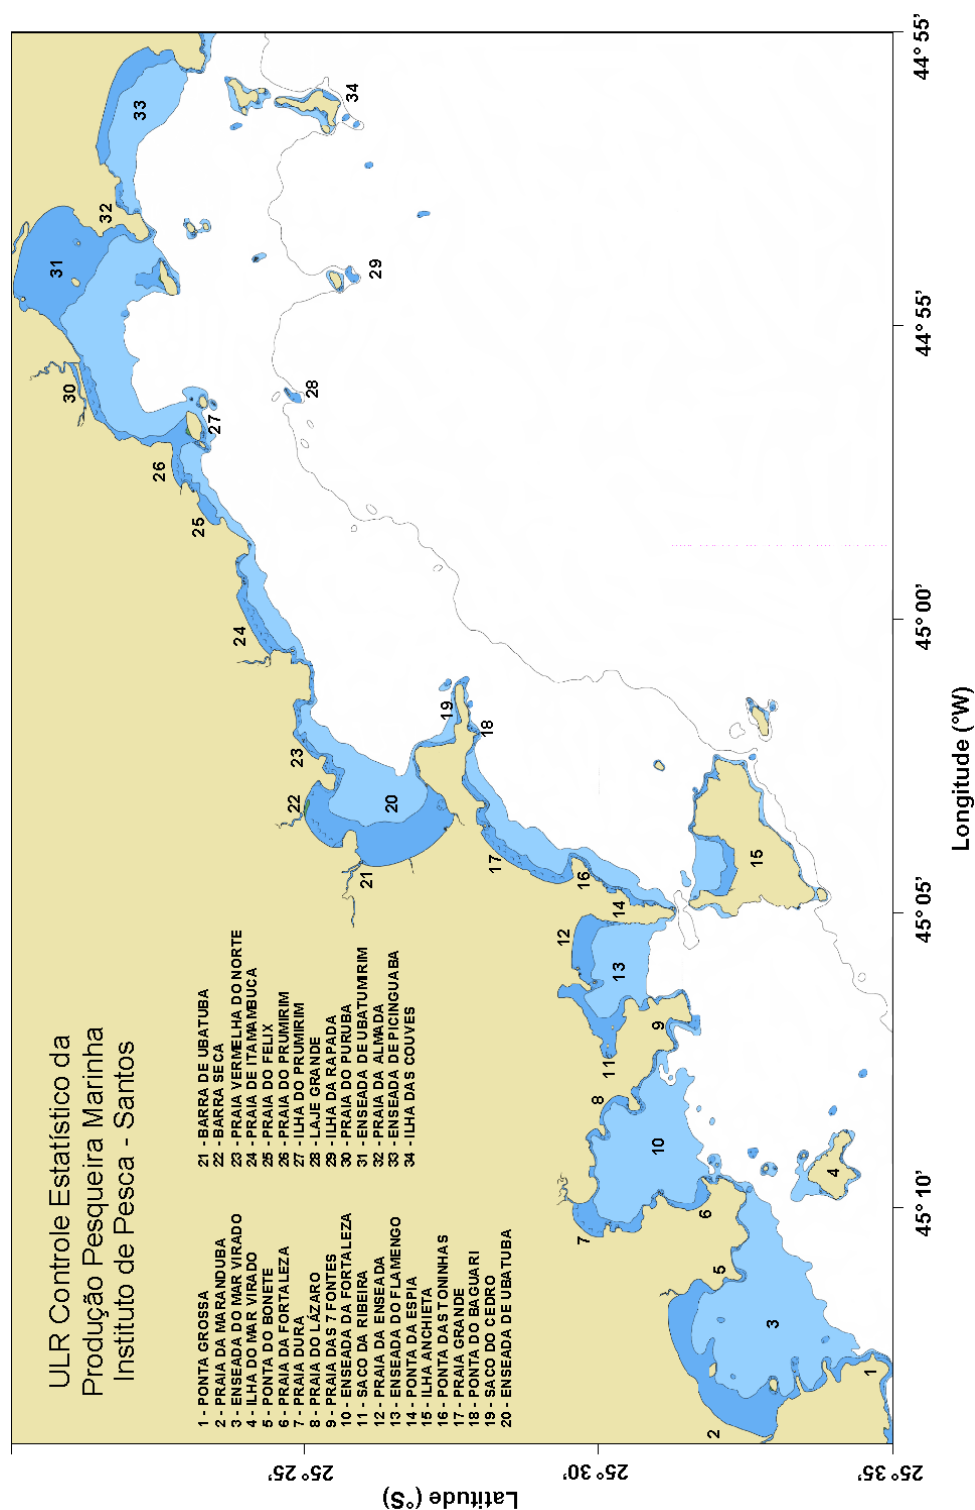 ULR Controle Estatístico da
Produção Pesqueira Marinha
Instituto de Pesca - Santos
1 - PONTA GROSSA
2 - PRAIA DA MARANDUBA
3 - ENSEADA DO MAR VIRADO
4 - ILHA DO MAR VIRADO
5 - PONTA DO BONETE
6 - PRAIA DA FORTALEZA
7 - PRAIA DURA
8 - PRAIA DO LÁZARO
9 - PRAIA DAS 7 FONTES
10 - ENSEADA DA FORTALEZA
11 - SACO DA RIBEIRA
12 - PRAIA DA ENSEADA
13 - ENSEADA DO FLAMENGO
14 - PONTA DA ESPIA
15 - ILHA ANCHIETA
16 - PONTA DAS TONINHAS
17 - PRAIA GRANDE
18 - PONTA DO BAGUARI
19 - SACO DO CEDRO
20 - ENSEADA DE UBATUBA
21 - BARRA DE UBATUBA
22 - BARRA SECA
23 - PRAIA VERMELHA DO NORTE
24 - PRAIA DE ITAMAMBUCA
25 - PRAIA DO FELIX
26 - PRAIA DO PRUMIRIM
27 - ILHA DO PRUMIRIM
28 - LAJE GRANDE
29 - ILHA DA RAPADA
30 - PRAIA DO PURUBA
31 - ENSEADA DE UBATUMIRIM
32 - PRAIA DA ALMADA
33 - ENSEADA DE PICINGUABA
34 - ILHA DAS COUVES
1
2
3
4
5
6
7
8
9
10
11
12
13
14
15
16
17
18
19
20
21
22
23
24
25
26
27
28
29
30
31
32
33
34
Latitude (°S)
25° 25'
25° 30'
25° 35'
45° 10'
45° 05'
45° 00'
44° 55'
44° 55'
Longitude (°W)